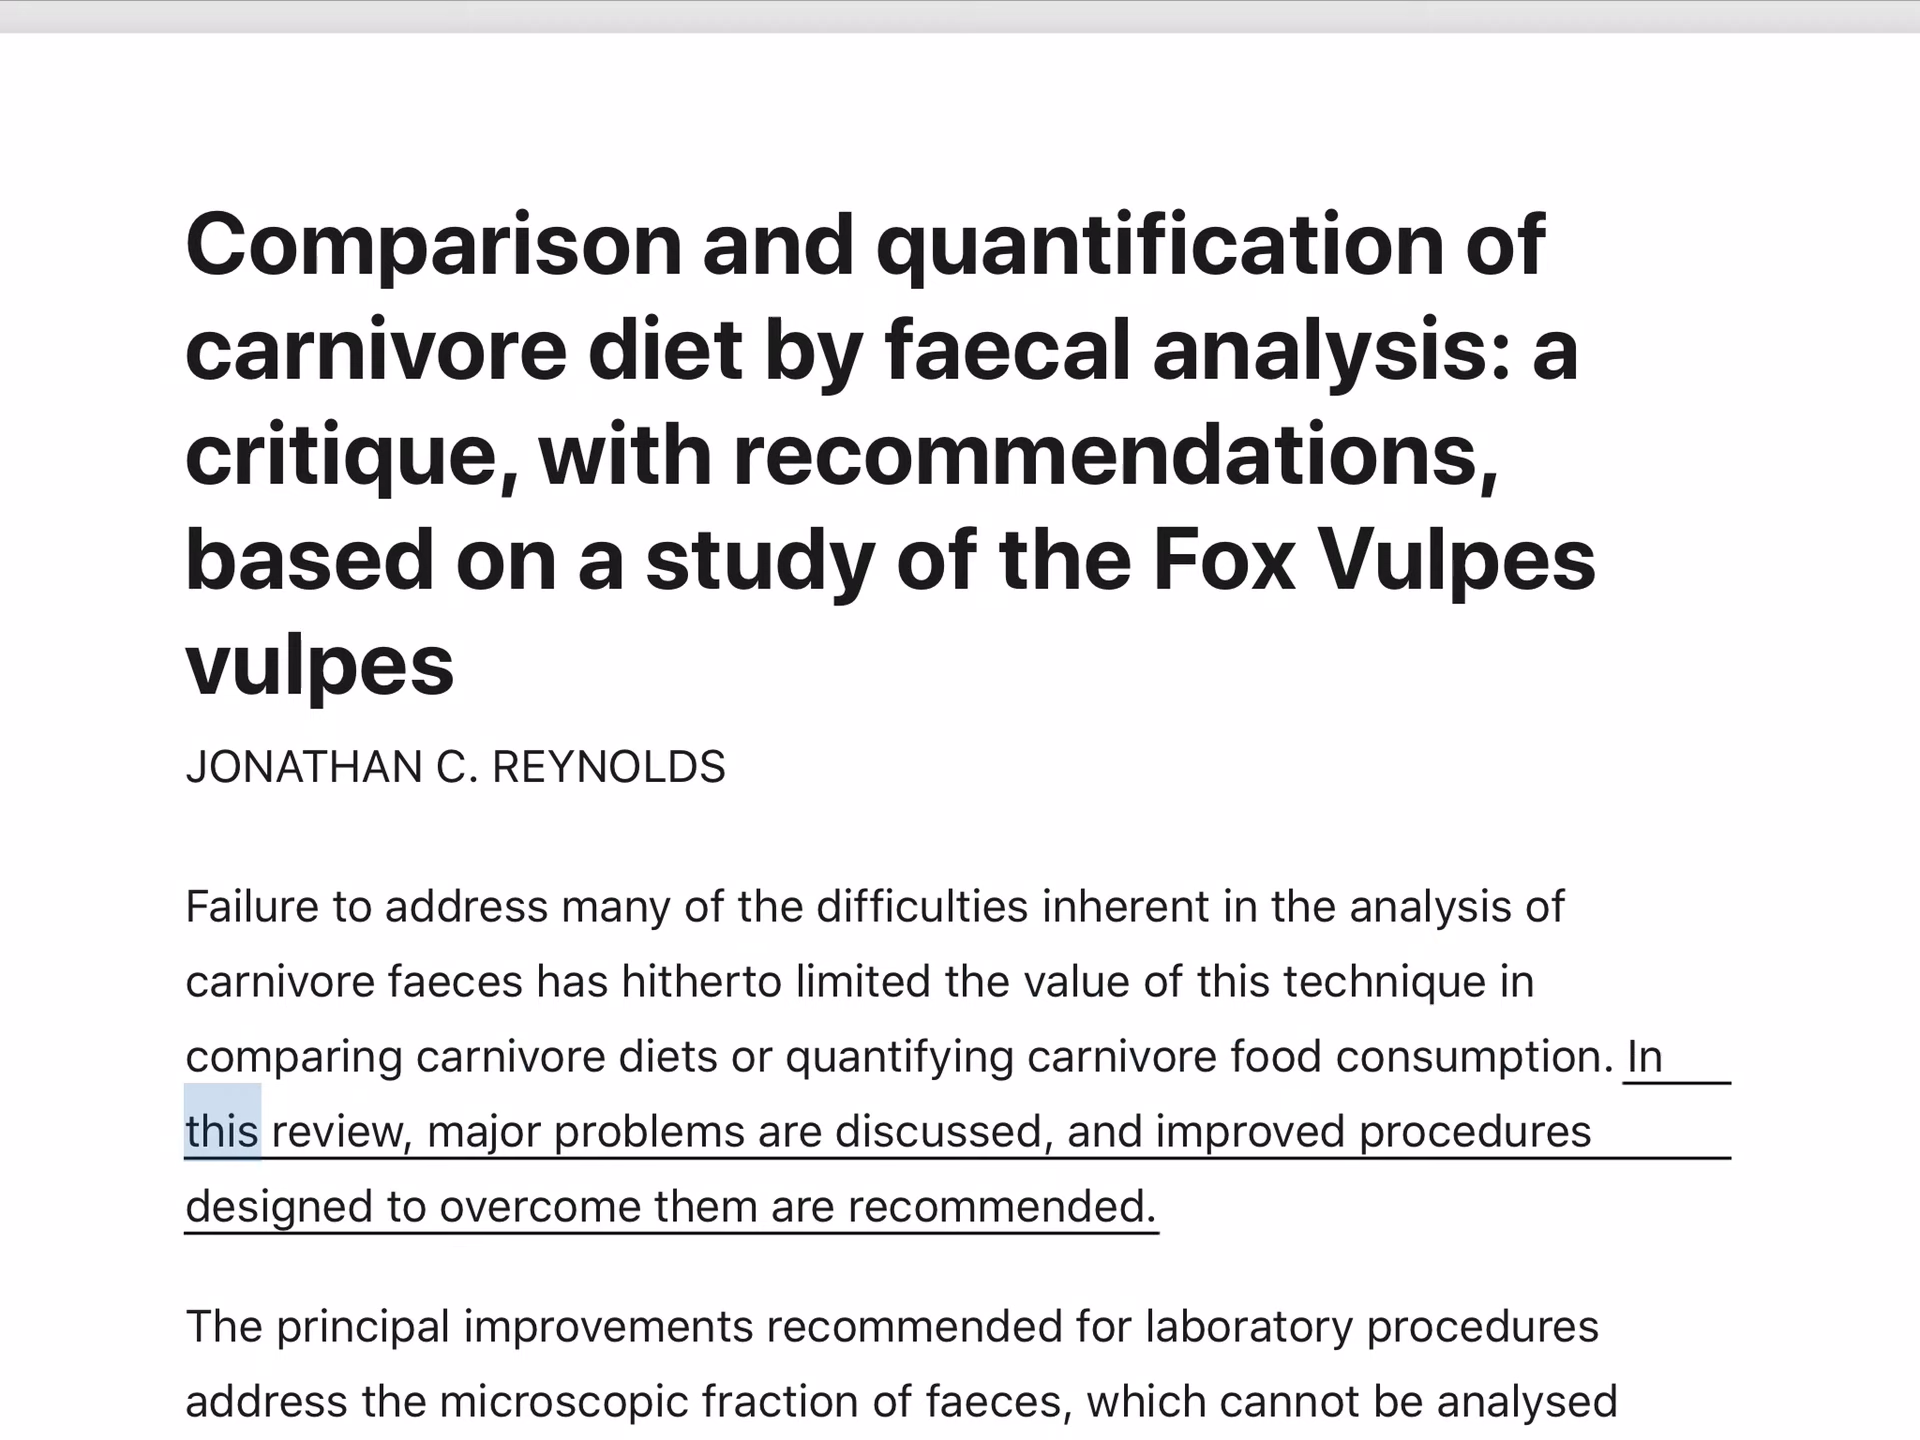 Comparison and quantification of
carnivore diet by faecal analysis: a
critique, with recommendations,
based on a study of the Fox Vulpes
vulpes
JONATHAN C. REYNOLDS
Failure to address many of the difficulties inherent in the analysis of
carnivore faeces has hitherto limited the value of this technique in
comparing carnivore diets or quantifying carnivore food consumption. In
this review, major problems are discussed, and improved procedures
designed to overcome them are recommended.
The principal improvements recommended for laboratory procedures
address the microscopic fraction of faeces, which cannot be analysed